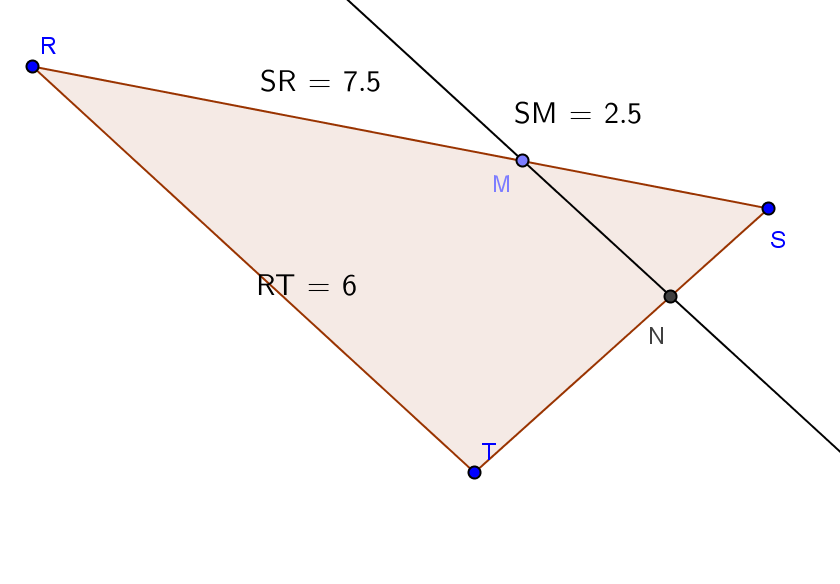 R
SR = 7.5
SM = 2.5
M
S
RT = 6
N
T